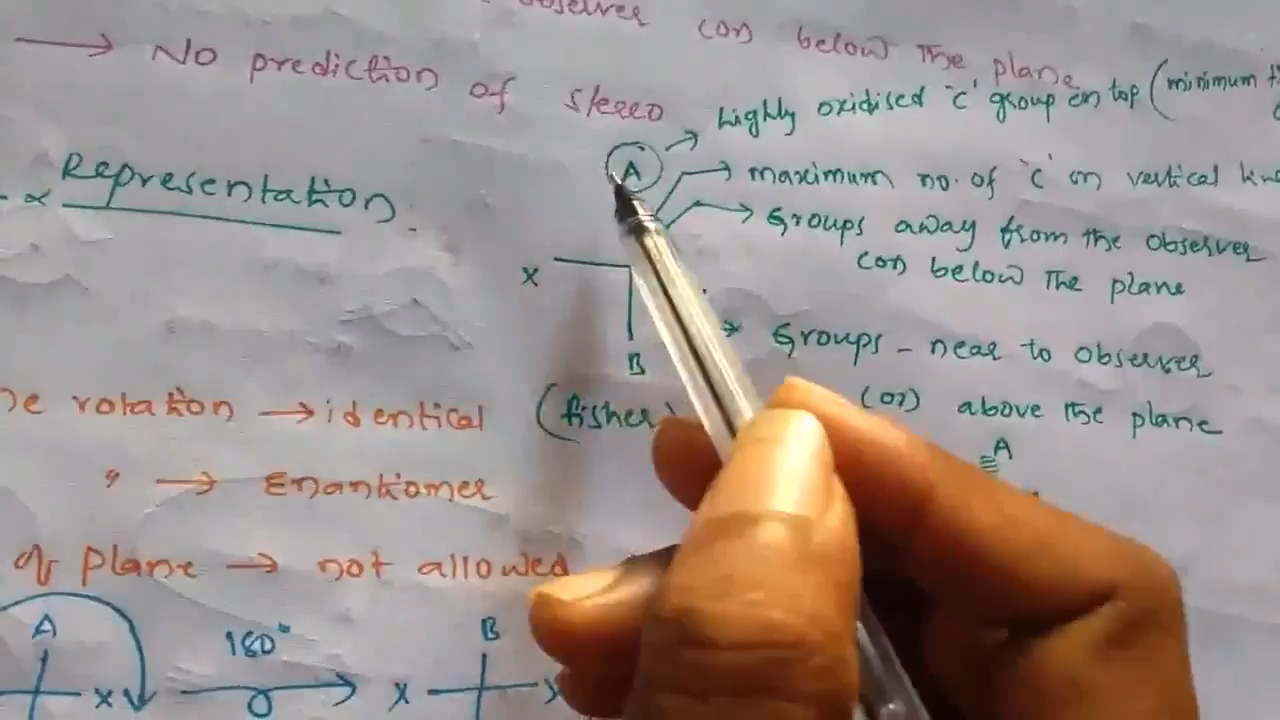 observer (or) below the plane
→ No prediction of stereo
Representation
A → Highly oxidised 'c' group on top (minimum
→ maximum no. of 'c' on vertical
→ Groups away from the observer
(or) below the plane
X
B
→ Groups - near to observer
(or) above the plane
(fisher)
A
rotation → identical
" → Enantiomer
of plane → not allowed
A
X
180°
B
X